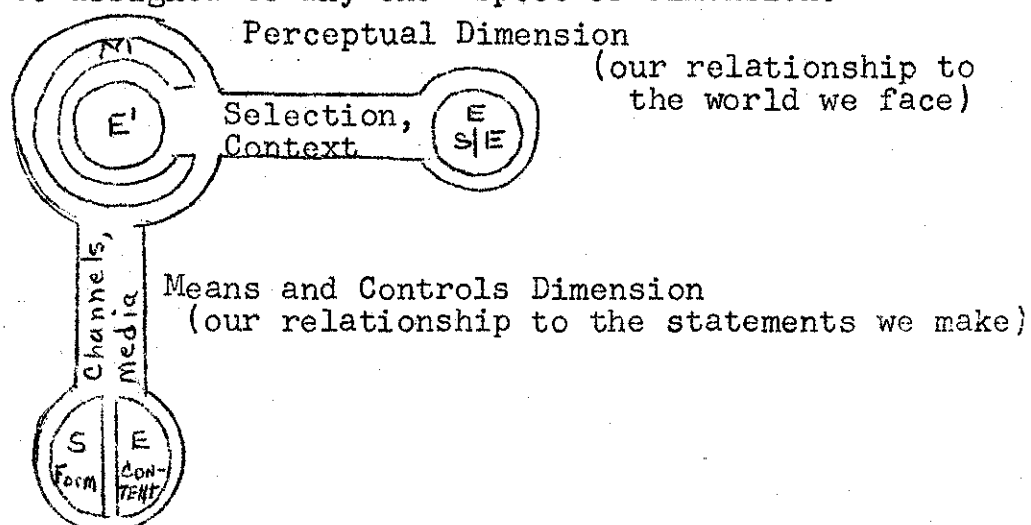 Perceptual Dimension
(our relationship to
the world we face)
M
E'
Selection,
Context
E
S|E
Channels,
media
Means and Controls Dimension
(our relationship to the statements we make)
S
Form
E
CON-
TENT